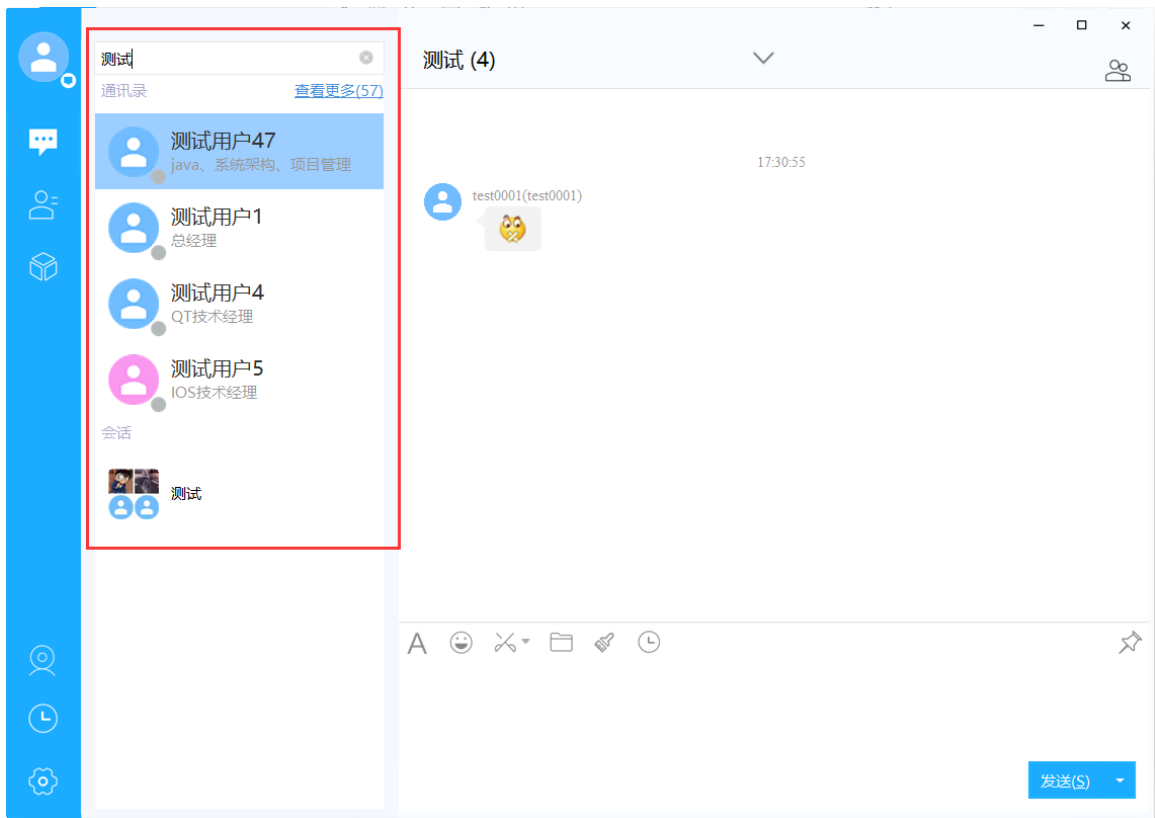 测试
通讯录 查看更多(57)
测试用户47
java、系统架构、项目管理
测试用户1
总经理
测试用户4
QT技术经理
测试用户5
IOS技术经理
会话
测试
测试 (4)
17:30:55
test0001(test0001)
发送(S)